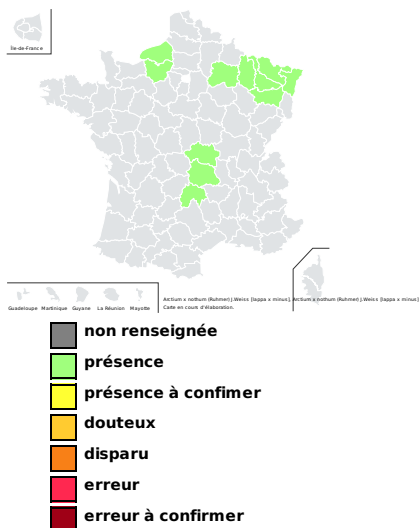 Île-de-France
Guadeloupe Martinique Guyane La Réunion Mayotte
Arctium x nothum (Ruhmer) J.Weiss [lappa x minus], Arctium x nothum (Ruhmer) J.Weiss [lappa x minus]
Carte en cours d'élaboration.
non renseignée
présence
présence à confimer
douteux
disparu
erreur
erreur à confirmer